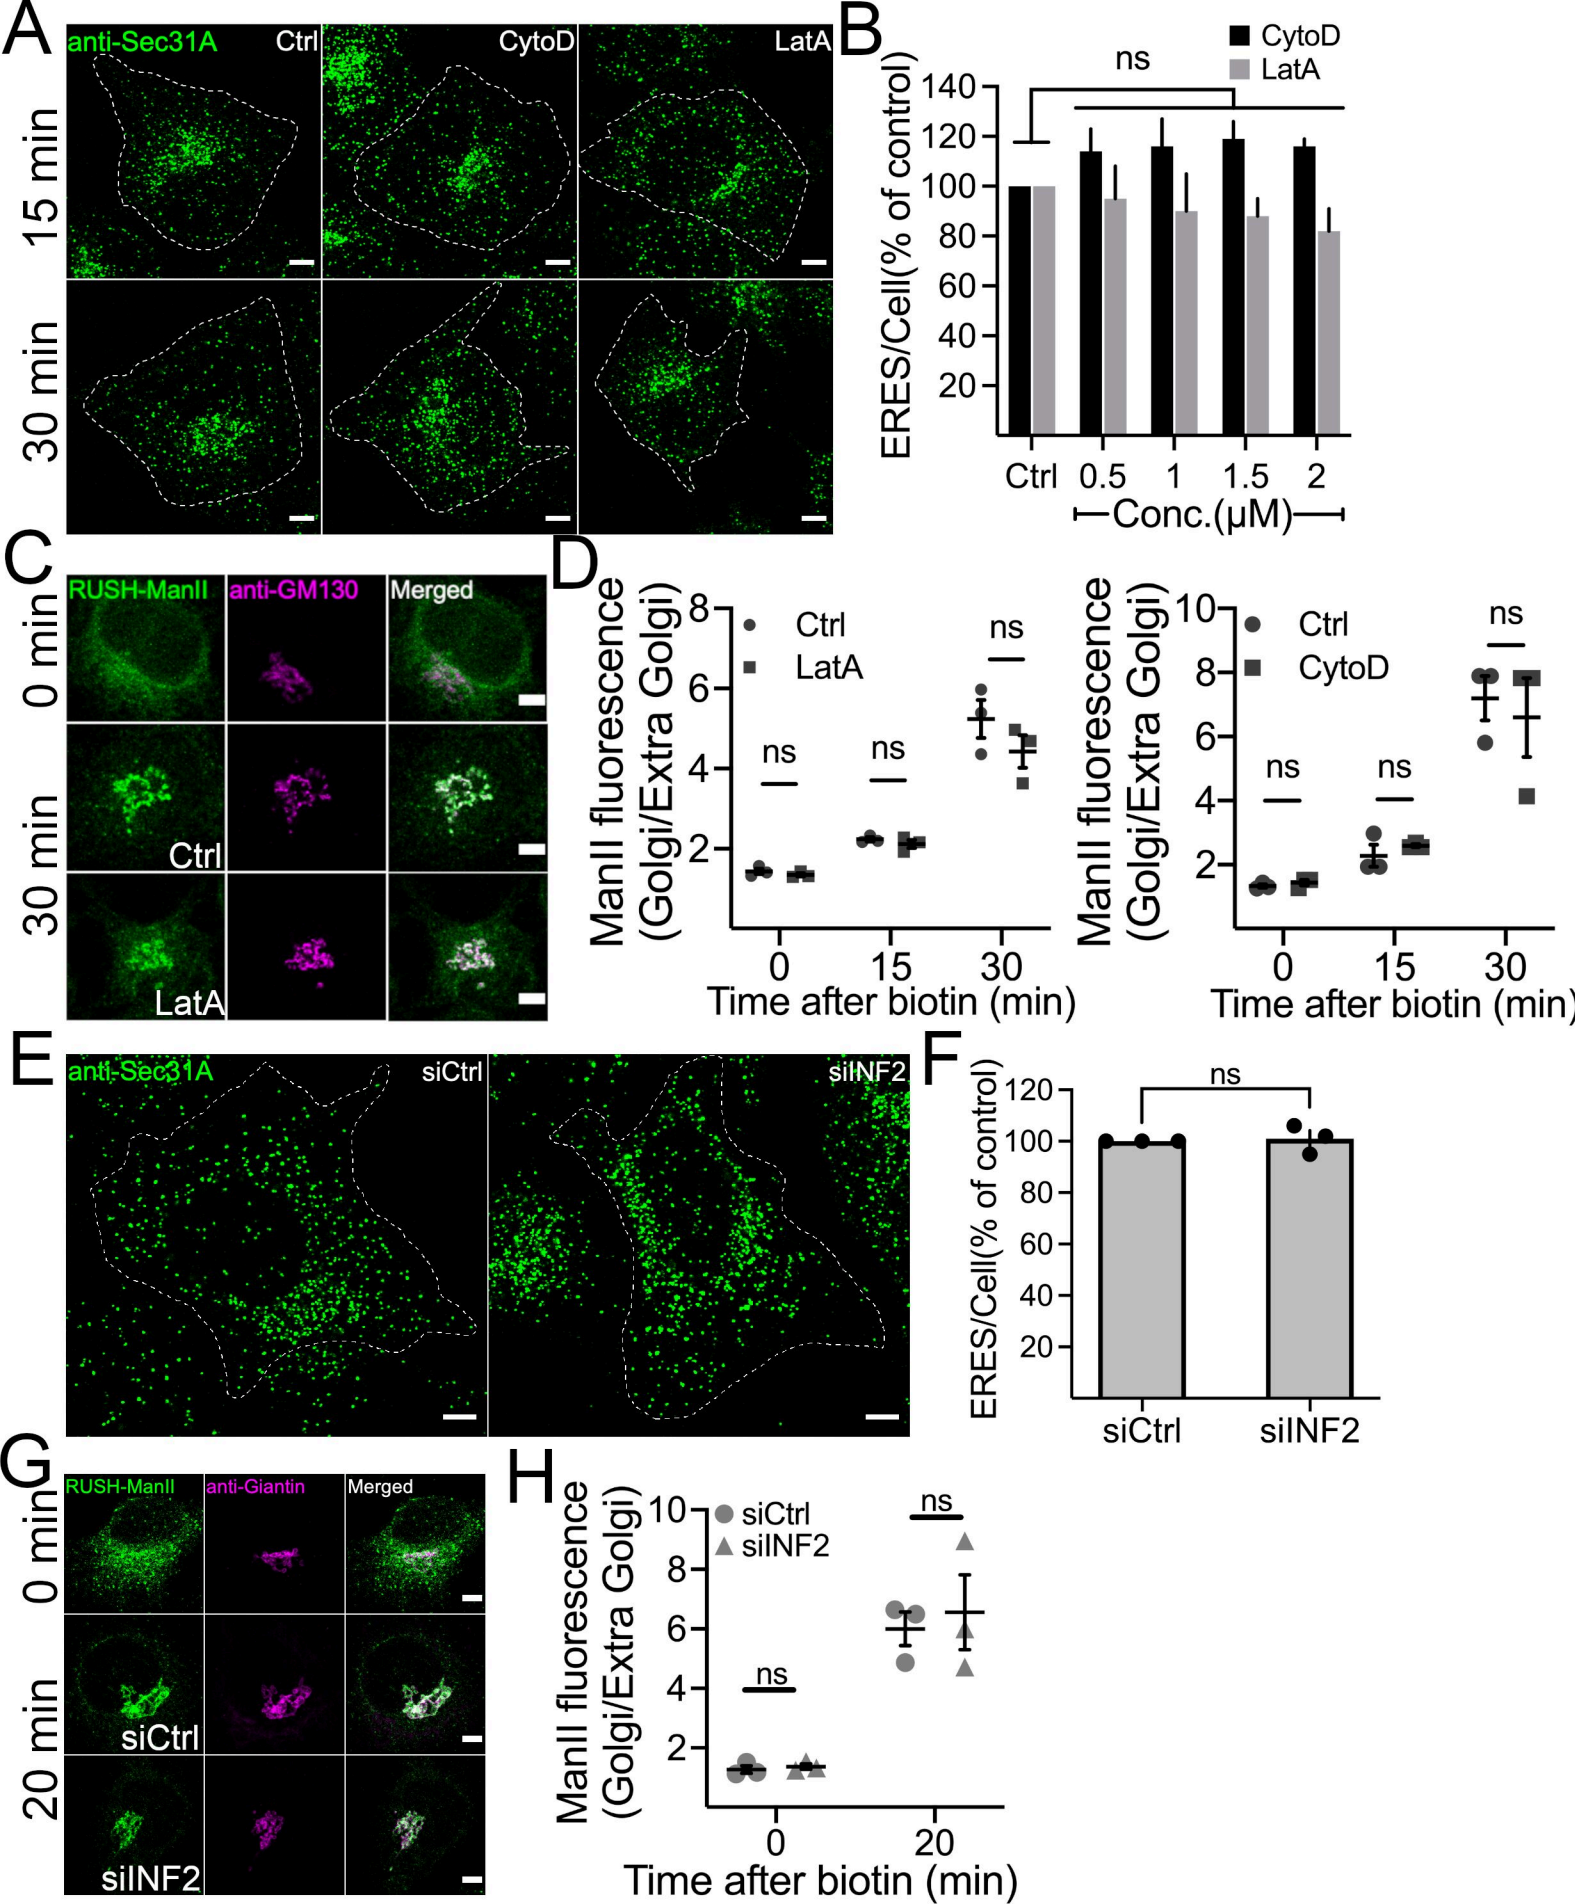 A
anti-Sec31A
Ctrl
CytoD
LatA
15 min
30 min
B
CytoD
LatA
ns
ERES/Cell(% of control)
140
120
100
80
60
40
20
Ctrl
0.5
1
1.5
2
Conc.(µM)
C
RUSH-ManII
anti-GM130
Merged
0 min
30 min
Ctrl
LatA
D
ManII fluorescence
(Golgi/Extra Golgi)
8
6
4
2
Ctrl
LatA
ns
ns
ns
0
15
30
Time after biotin (min)
ManII fluorescence
(Golgi/Extra Golgi)
10
8
6
4
2
Ctrl
CytoD
ns
ns
ns
0
15
30
Time after biotin (min)
E
anti-Sec31A
siCtrl
siINF2
F
ERES/Cell(% of control)
120
100
80
60
40
20
ns
siCtrl
siINF2
G
RUSH-ManII
anti-Giantin
Merged
0 min
20 min
siCtrl
siINF2
H
ManII fluorescence
(Golgi/Extra Golgi)
10
8
6
4
2
siCtrl
siINF2
ns
ns
0
20
Time after biotin (min)